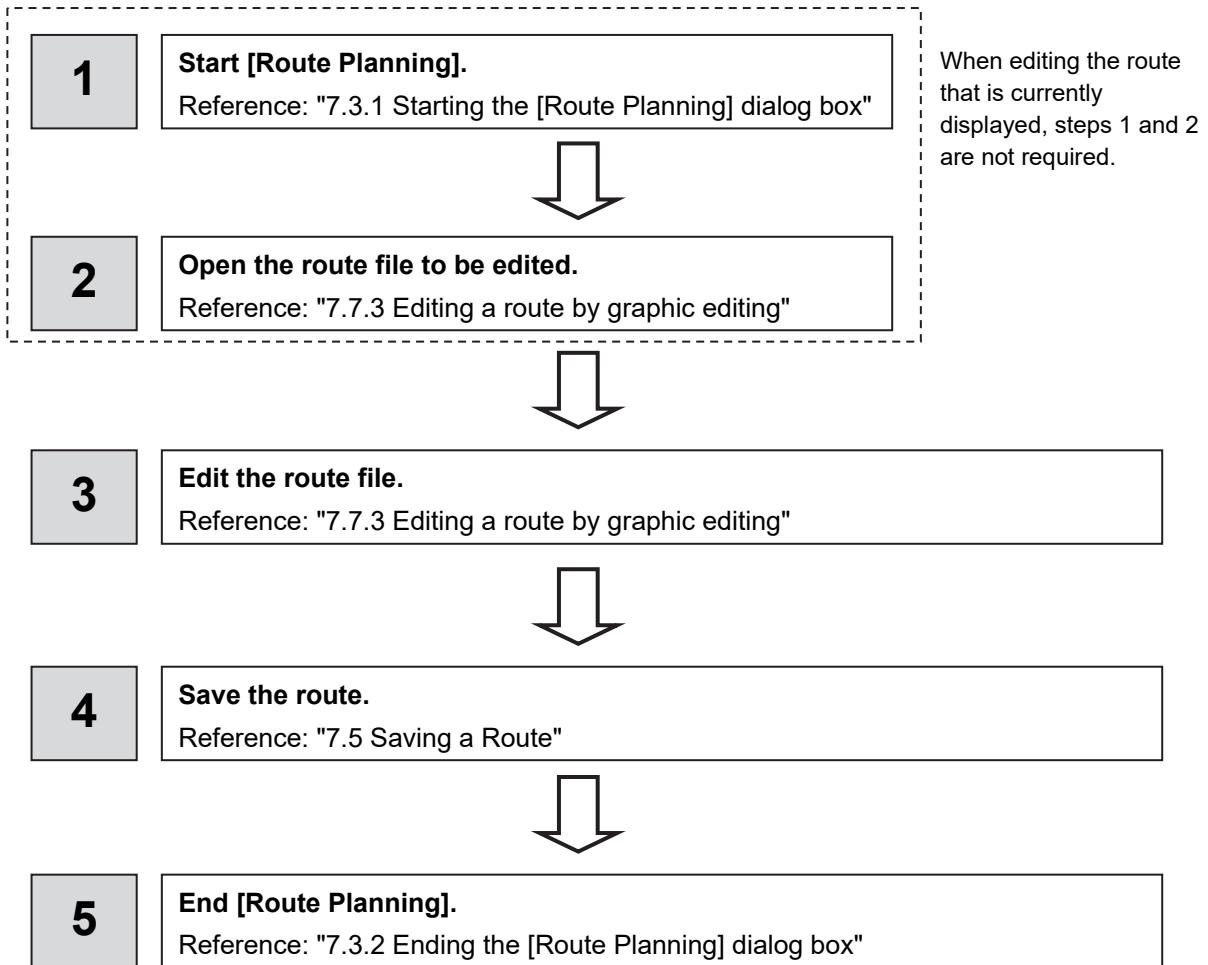 1
Start [Route Planning].
Reference: "7.3.1 Starting the [Route Planning] dialog box"
When editing the route
that is currently
displayed, steps 1 and 2
are not required.
2
Open the route file to be edited.
Reference: "7.7.3 Editing a route by graphic editing"
3
Edit the route file.
Reference: "7.7.3 Editing a route by graphic editing"
4
Save the route.
Reference: "7.5 Saving a Route"
5
End [Route Planning].
Reference: "7.3.2 Ending the [Route Planning] dialog box"